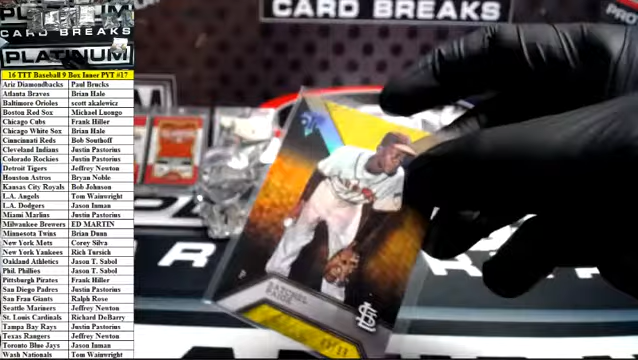 PLATINUM
CARD BREAKS
PLATINUM
CARD BREAKS
16 TTT Baseball 9 Box Inner PYT #17
Ariz Diamondbacks Paul Brucks
Atlanta Braves Brian Hale
Baltimore Orioles scott akalewicz
Boston Red Sox Michael Luongo
Chicago Cubs Frank Hiller
Chicago White Sox Brian Hale
Cincinnati Reds Bob Southoff
Cleveland Indians Justin Pastorius
Colorado Rockies Justin Pastorius
Detroit Tigers Jeffrey Newton
Houston Astros Bryan Noble
Kansas City Royals Bob Johnson
L.A. Angels Tom Wainwright
L.A. Dodgers Jason Inman
Miami Marlins Justin Pastorius
Milwaukee Brewers ED MARTIN
Minnesota Twins Brian Dunn
New York Mets Corey Silva
New York Yankees Rich Tursich
Oakland Athletics Jason T. Sabol
Phil. Phillies Jason T. Sabol
Pittsburgh Pirates Frank Hiller
San Diego Padres Justin Pastorius
San Fran Giants Ralph Rose
Seattle Mariners Jeffrey Newton
St. Louis Cardinals Richard DeBarry
Tampa Bay Rays Justin Pastorius
Texas Rangers Jeffrey Newton
Toronto Blue Jays Jason Inman
Wash Nationals Tom Wainwright
SATCHEL
PAIGE
P